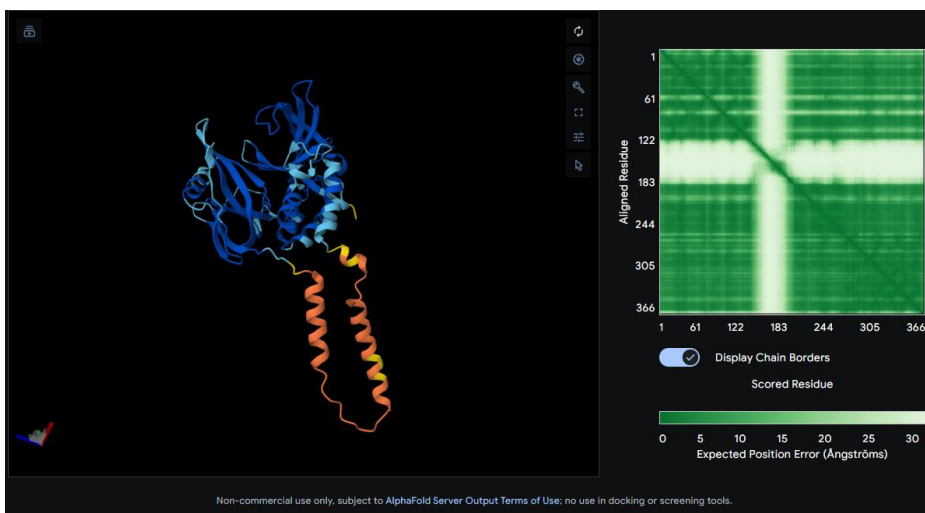 1
61
122
183
244
305
366
Aligned Residue
1 61 122 183 244 305 366
Display Chain Borders
Scored Residue
0 5 10 15 20 25 30
Expected Position Error (Ångströms)
Non-commercial use only, subject to AlphaFold Server Output Terms of Use; no use in docking or screening tools.